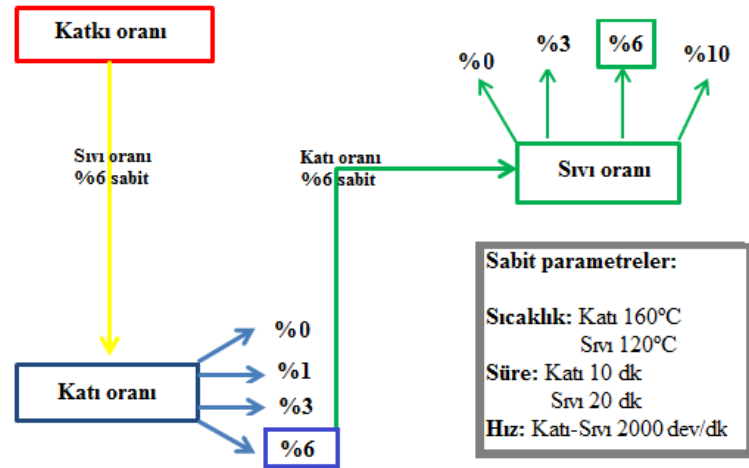 Katkı oranı
Sıvı oranı
%6 sabit
Katı oranı
%0
%1
%3
%6
Katı oranı
%6 sabit
Sıvı oranı
%0
%3
%6
%10
Sabit parametreler:
Sıcaklık: Katı 160ºC
Sıvı 120ºC
Süre: Katı 10 dk
Sıvı 20 dk
Hız: Katı-Sıvı 2000 dev/dk